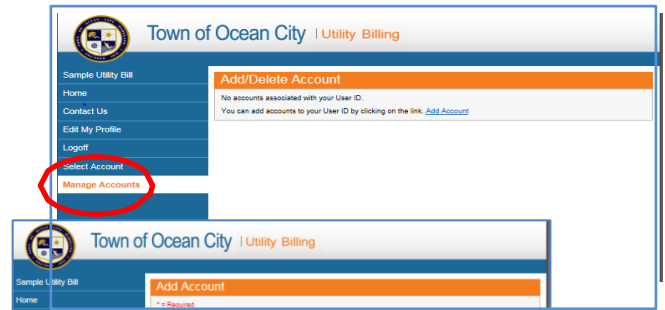 Town of Ocean City | Utility Billing
Sample Utility Bill
Home
Contact Us
Edit My Profile
Logoff
Select Account
Manage Accounts
Add/Delete Account
No accounts associated with your User ID.
You can add accounts to your User ID by clicking on the link. Add Account
Town of Ocean City | Utility Billing
Sample Utility Bill
Home
Add Account
* = Required